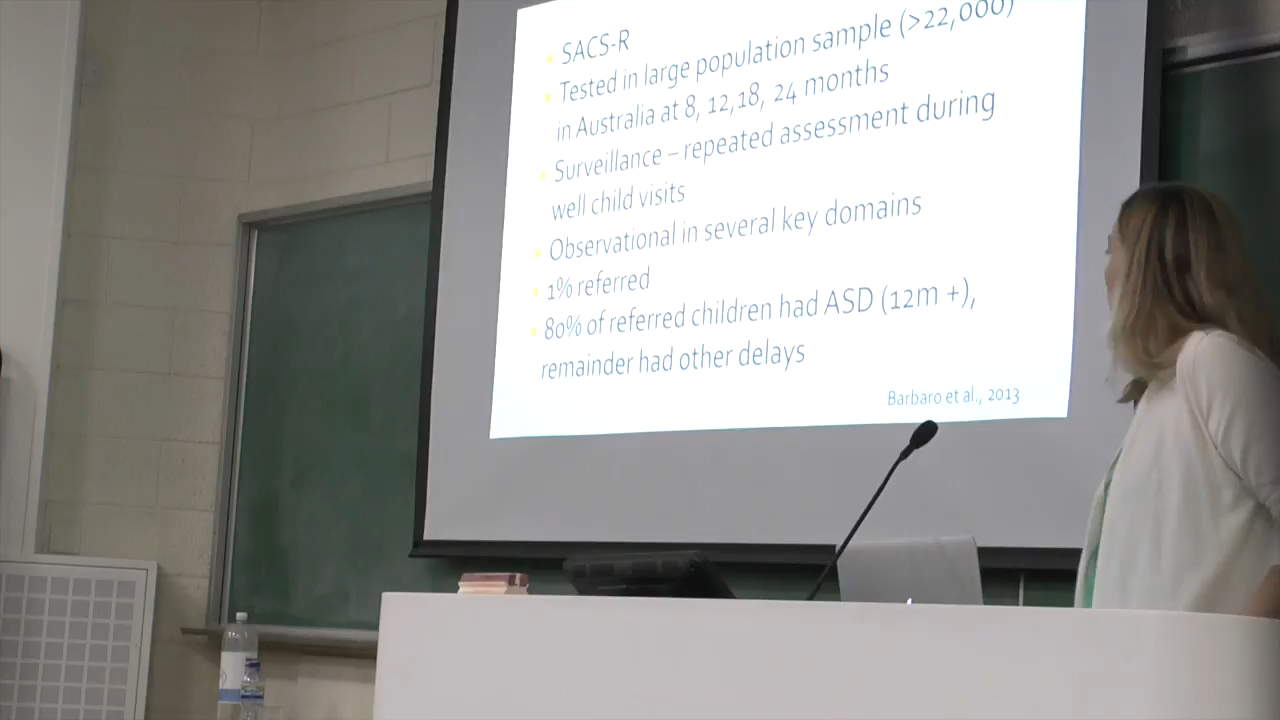 SACS-R
Tested in large population sample (>22,000)
in Australia at 8, 12,18, 24 months
Surveillance – repeated assessment during
well child visits
Observational in several key domains
1% referred
80% of referred children had ASD (12m +),
remainder had other delays
Barbaro et al., 2013